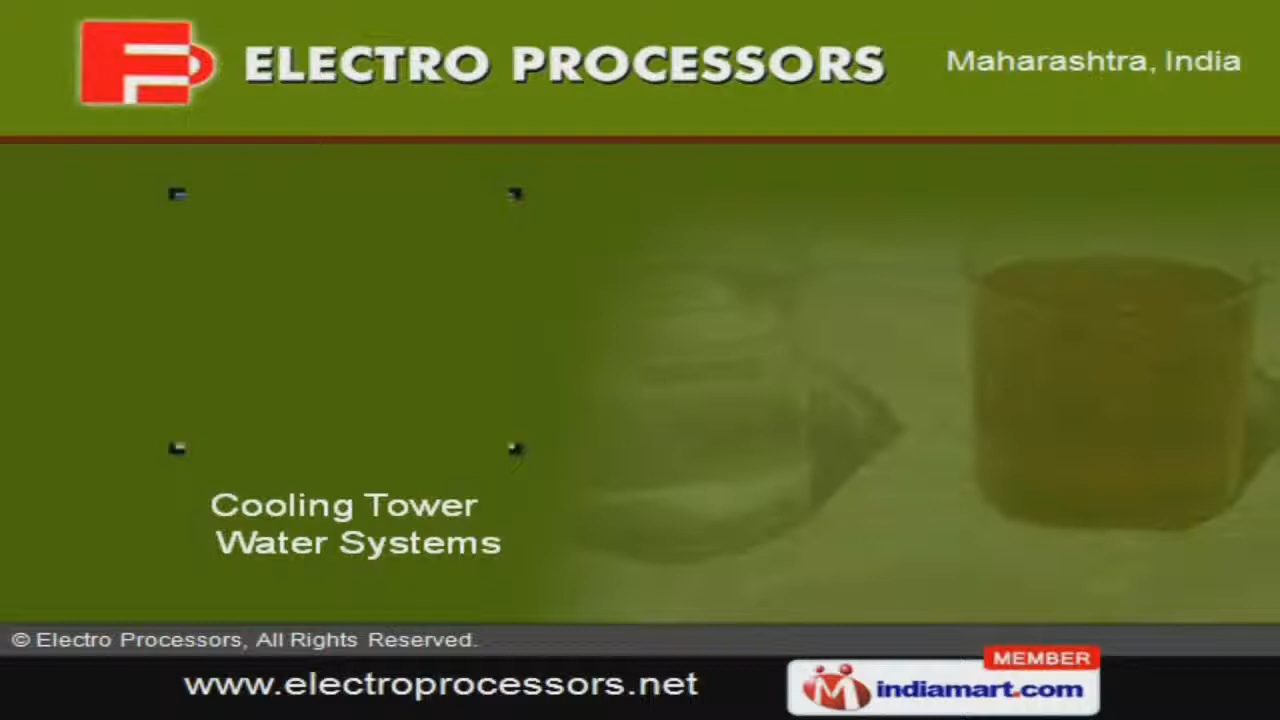 ELECTRO PROCESSORS
Maharashtra, India
Cooling Tower
Water Systems
© Electro Processors, All Rights Reserved.
www.electroprocessors.net
MEMBER
indiamart.com